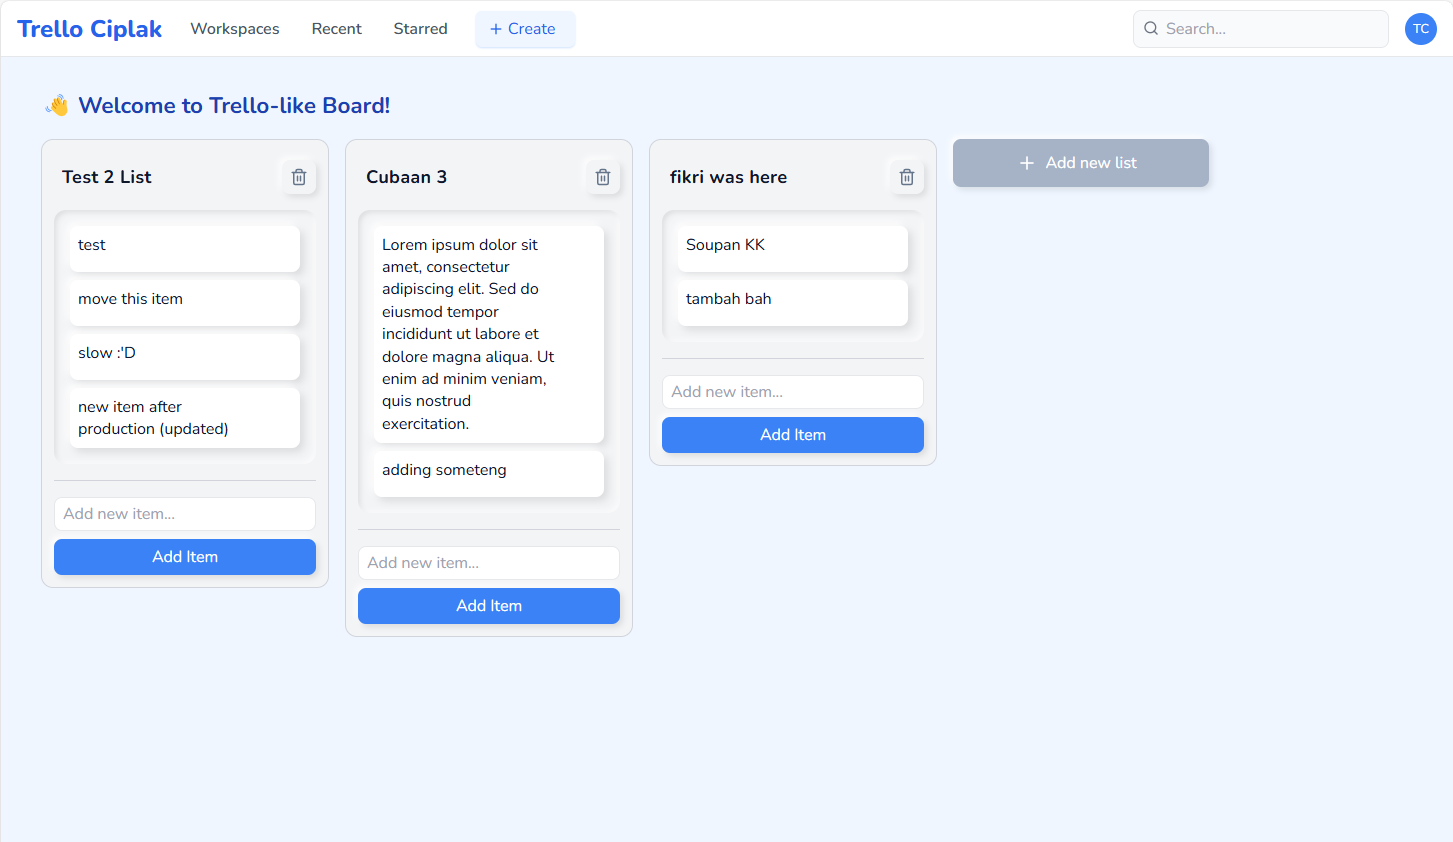 Trello Ciplak
Workspaces
Recent
Starred
+ Create
Search...
TC
👋 Welcome to Trello-like Board!
Test 2 List
test
move this item
slow :'D
new item after
production (updated)
Add new item...
Add Item
Cubaan 3
Lorem ipsum dolor sit
amet, consectetur
adipiscing elit. Sed do
eiusmod tempor
incididunt ut labore et
dolore magna aliqua. Ut
enim ad minim veniam,
quis nostrud
exercitation.
adding someteng
Add new item...
Add Item
fikri was here
Soupan KK
tambah bah
Add new item...
Add Item
+ Add new list